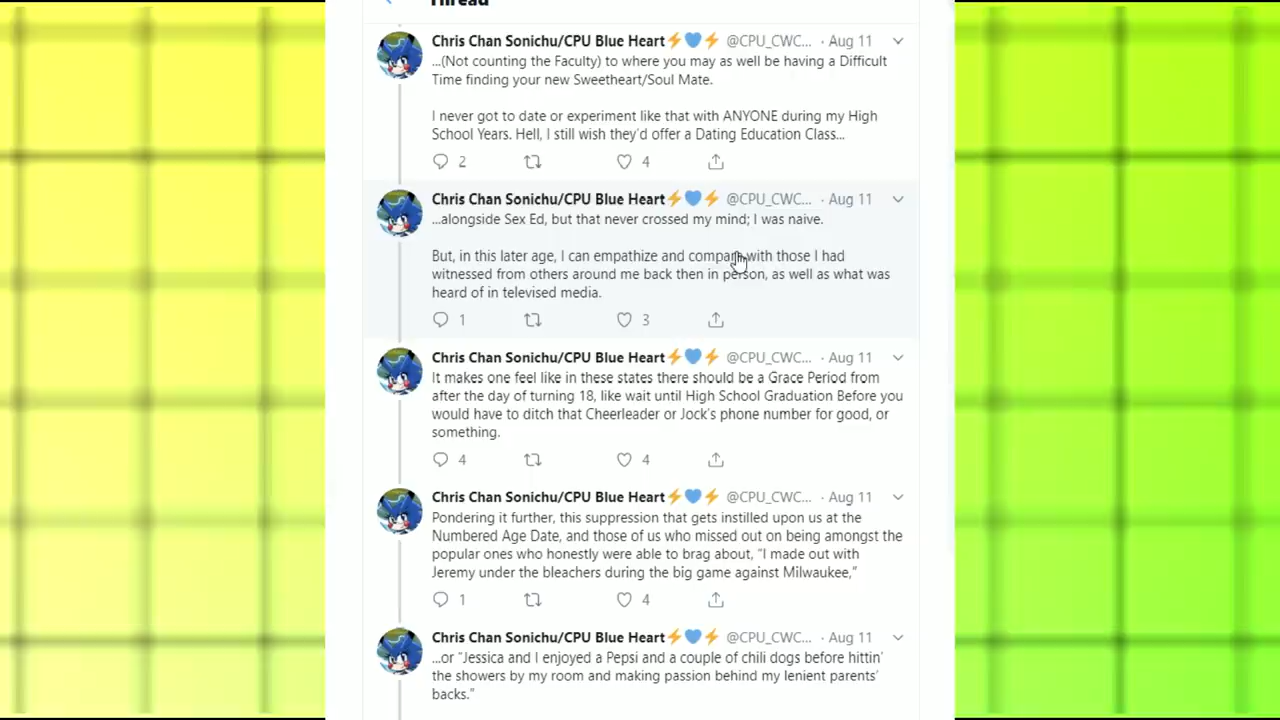 Thread
Chris Chan Sonichu/CPU Blue Heart⚡💙⚡ @CPU_CWC... · Aug 11
...(Not counting the Faculty) to where you may as well be having a Difficult
Time finding your new Sweetheart/Soul Mate.
I never got to date or experiment like that with ANYONE during my High
School Years. Hell, I still wish they'd offer a Dating Education Class...
2 4
Chris Chan Sonichu/CPU Blue Heart⚡💙⚡ @CPU_CWC... · Aug 11
...alongside Sex Ed, but that never crossed my mind; I was naive.
But, in this later age, I can empathize and compare with those I had
witnessed from others around me back then in person, as well as what was
heard of in televised media.
1 3
Chris Chan Sonichu/CPU Blue Heart⚡💙⚡ @CPU_CWC... · Aug 11
It makes one feel like in these states there should be a Grace Period from
after the day of turning 18, like wait until High School Graduation Before you
would have to ditch that Cheerleader or Jock's phone number for good, or
something.
4 4
Chris Chan Sonichu/CPU Blue Heart⚡💙⚡ @CPU_CWC... · Aug 11
Pondering it further, this suppression that gets instilled upon us at the
Numbered Age Date, and those of us who missed out on being amongst the
popular ones who honestly were able to brag about, "I made out with
Jeremy under the bleachers during the big game against Milwaukee,"
1 4
Chris Chan Sonichu/CPU Blue Heart⚡💙⚡ @CPU_CWC... · Aug 11
...or "Jessica and I enjoyed a Pepsi and a couple of chili dogs before hittin'
the showers by my room and making passion behind my lenient parents'
backs."